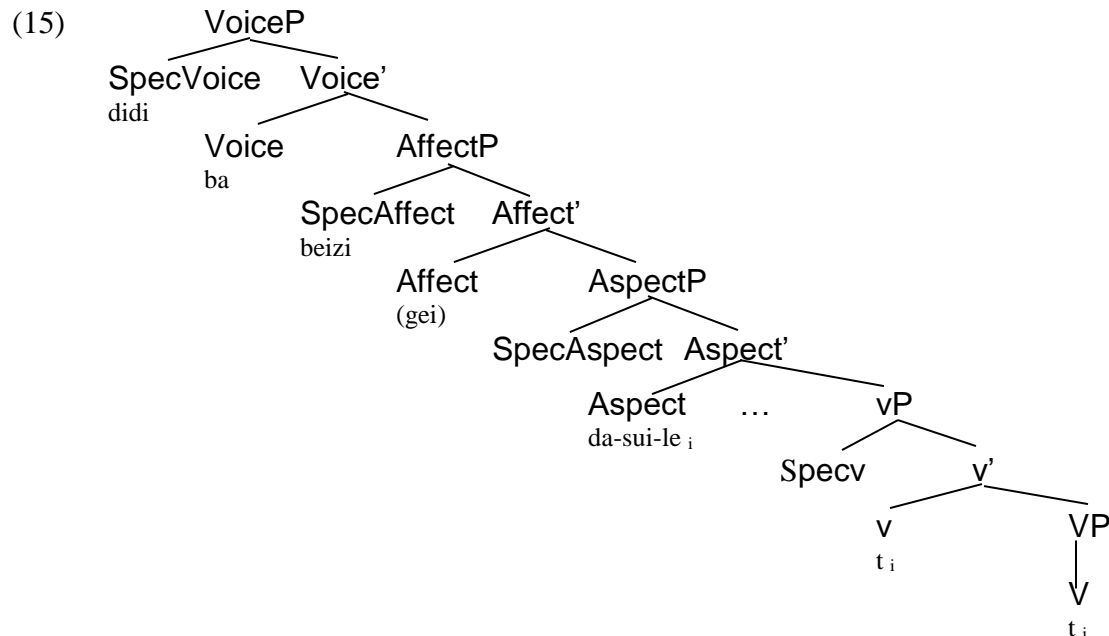 (15) VoiceP
SpecVoice Voice’
didi
Voice AffectP
ba
SpecAffect Affect’
beizi
Affect AspectP
(gei)
SpecAspect Aspect’
Aspect … vP
da-sui-le i
Specv v’
v VP
t i
V
t i